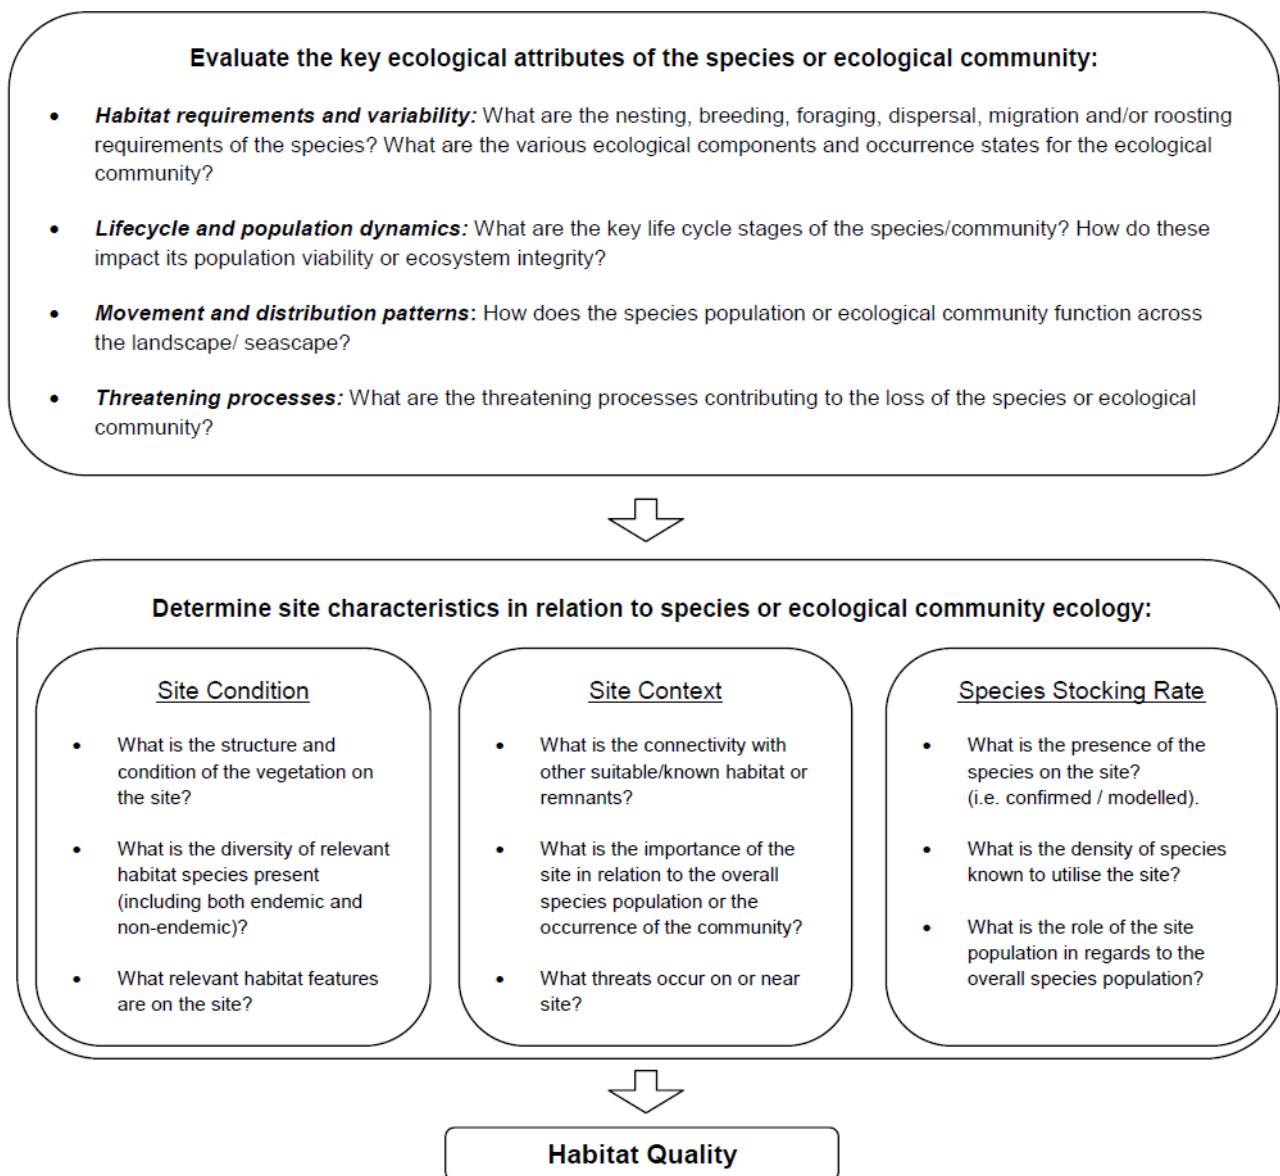 Evaluate the key ecological attributes of the species or ecological community:
• Habitat requirements and variability: What are the nesting, breeding, foraging, dispersal, migration and/or roosting
requirements of the species? What are the various ecological components and occurrence states for the ecological
community?
• Lifecycle and population dynamics: What are the key life cycle stages of the species/community? How do these
impact its population viability or ecosystem integrity?
• Movement and distribution patterns: How does the species population or ecological community function across
the landscape/ seascape?
• Threatening processes: What are the threatening processes contributing to the loss of the species or ecological
community?
Determine site characteristics in relation to species or ecological community ecology:
Site Condition
• What is the structure and
condition of the vegetation on
the site?
• What is the diversity of relevant
habitat species present
(including both endemic and
non-endemic)?
• What relevant habitat features
are on the site?
Site Context
• What is the connectivity with
other suitable/known habitat or
remnants?
• What is the importance of the
site in relation to the overall
species population or the
occurrence of the community?
• What threats occur on or near
site?
Species Stocking Rate
• What is the presence of the
species on the site?
(i.e. confirmed / modelled).
• What is the density of species
known to utilise the site?
• What is the role of the site
population in regards to the
overall species population?
Habitat Quality